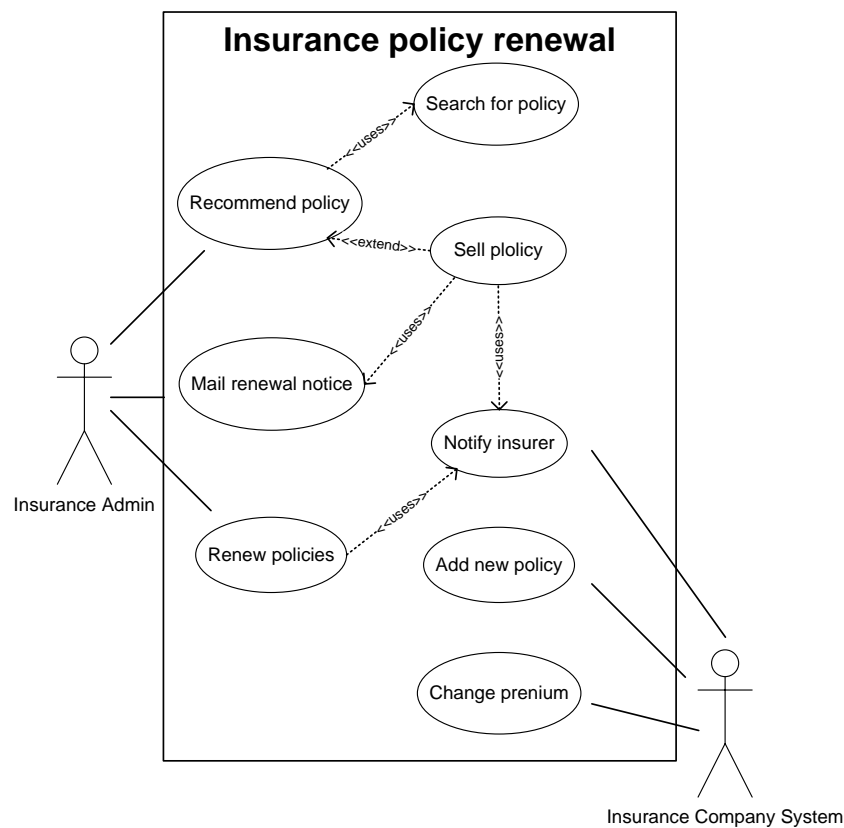 Insurance policy renewal
Search for policy
<<uses>>
Recommend policy
<<extend>>
Sell plolicy
<<uses>>
<<uses>>
Mail renewal notice
Notify insurer
Insurance Admin
<<uses>>
Renew policies
Add new policy
Change prenium
Insurance Company System